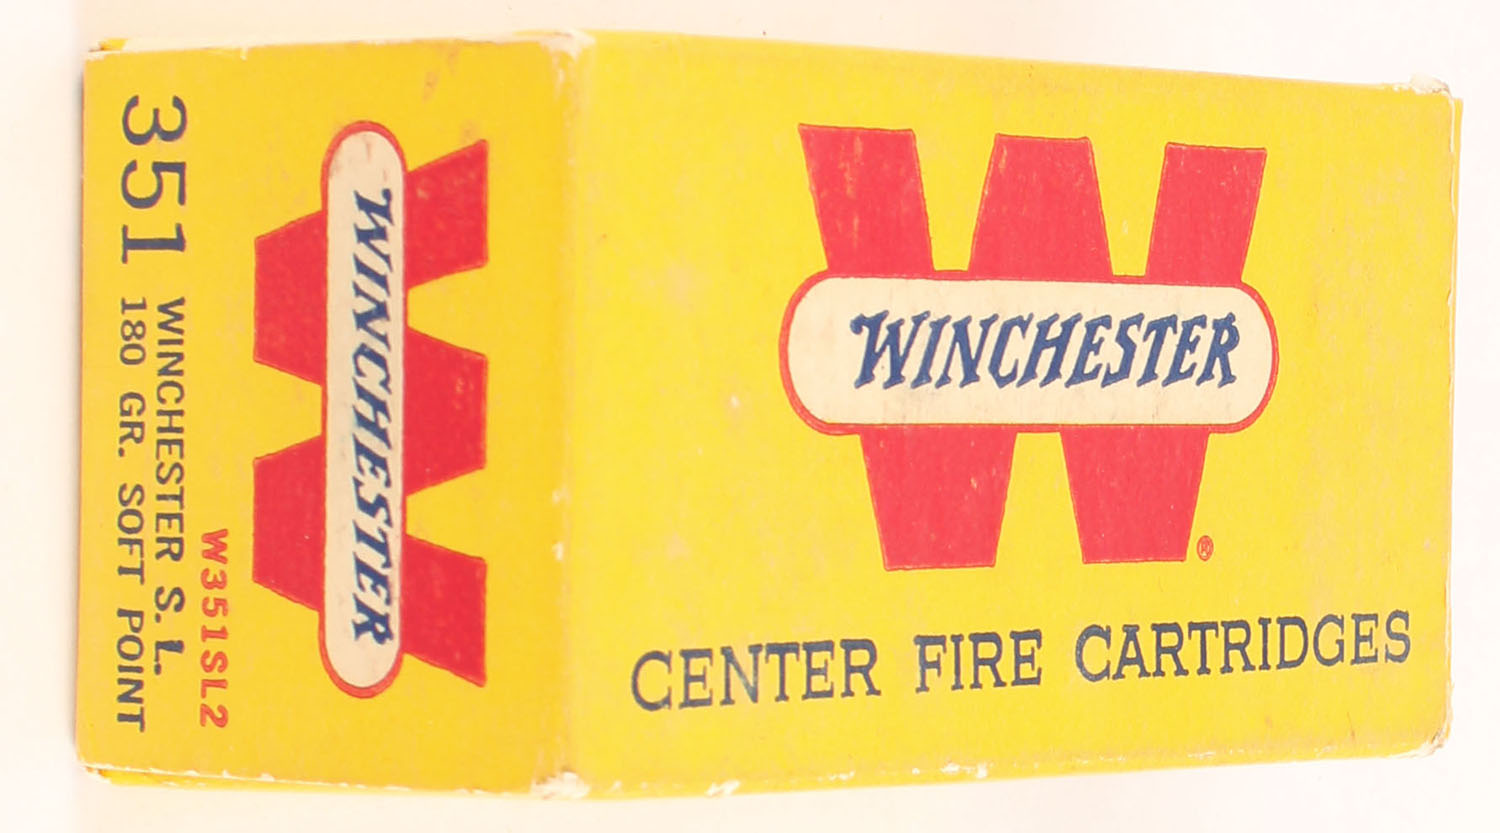 WINCHESTER
®
CENTER FIRE CARTRIDGES
WINCHESTER
W351SL2
351 WINCHESTER S.L.
180 GR. SOFT POINT